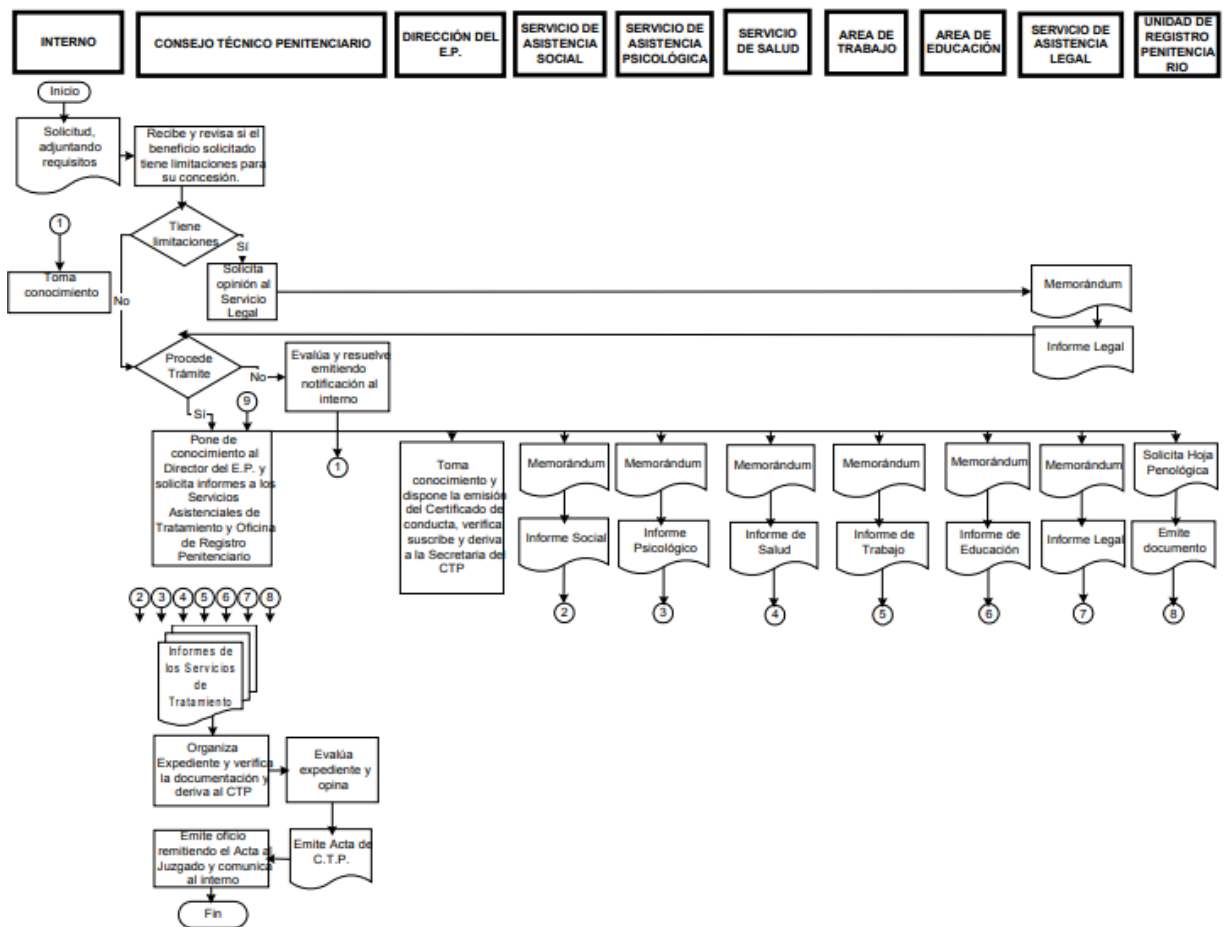 INTERNO
CONSEJO TÉCNICO PENITENCIARIO
DIRECCIÓN DEL
E.P.
SERVICIO DE
ASISTENCIA
SOCIAL
SERVICIO DE
ASISTENCIA
PSICOLÓGICA
SERVICIO
DE SALUD
AREA DE
TRABAJO
AREA DE
EDUCACIÓN
SERVICIO DE
ASISTENCIA
LEGAL
UNIDAD DE
REGISTRO
PENITENCIA
RIO
Inicio
Solicitud,
adjuntando
requisitos
Recibe y revisa si el
beneficio solicitado
tiene limitaciones para
su concesión.
1
Toma
conocimiento
Tiene
limitaciones
Sí
No
Solicita
opinión al
Servicio
Legal
Memorándum
Informe Legal
Procede
Trámite
No
Evalúa y resuelve
emitiendo
notificación al
interno
1
Sí
9
Pone de
conocimiento al
Director del E.P. y
solicita informes a los
Servicios
Asistenciales de
Tratamiento y Oficina
de Registro
Penitenciario
Toma
conocimiento y
dispone la emisión
del Certificado de
conducta, verifica
suscribe y deriva
a la Secretaria del
CTP
Memorándum
Memorándum
Memorándum
Memorándum
Memorándum
Memorándum
Solicita Hoja
Penológica
Informe Social
Informe
Psicológico
Informe de
Salud
Informe de
Trabajo
Informe de
Educación
Informe Legal
Emite
documento
2
3
4
5
6
7
8
2
3
4
5
6
7
8
Informes de
los Servicios
de
Tratamiento
Organiza
Expediente y verifica
la documentación y
deriva al CTP
Evalúa
expediente y
opina
Emite Acta de
C.T.P.
Emite oficio
remitiendo el Acta al
Juzgado y comunica
al interno
Fin